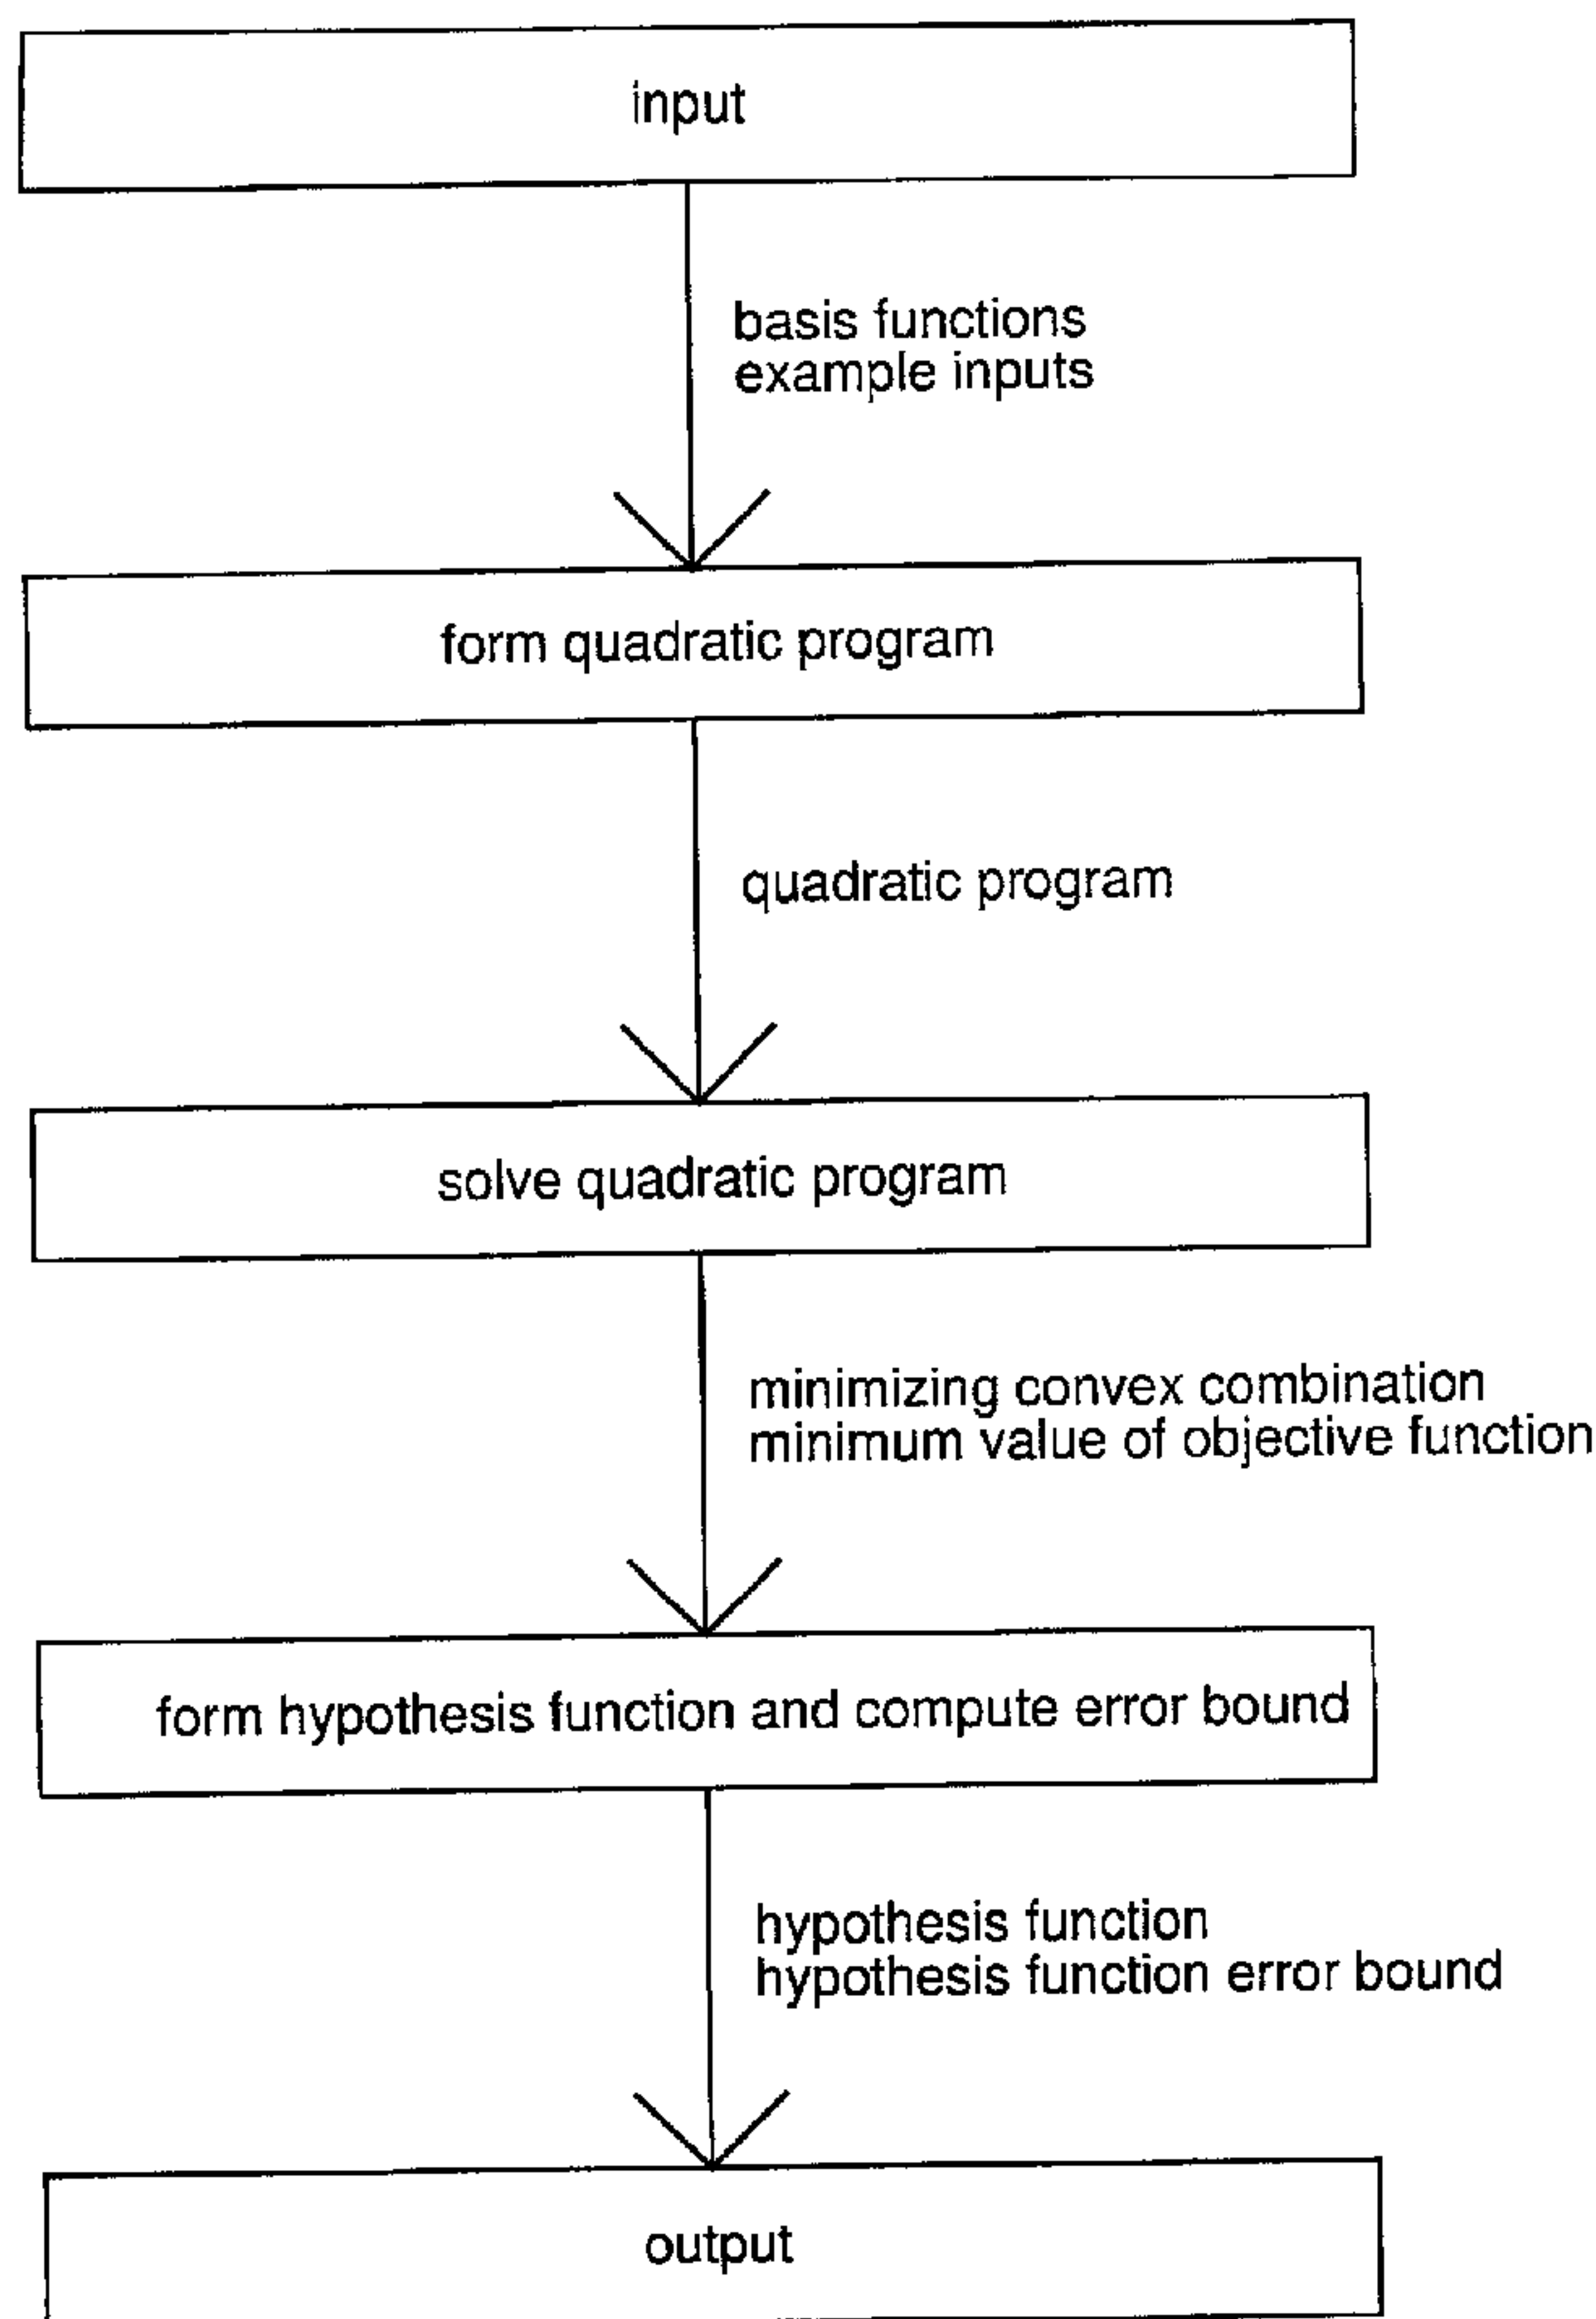 input
basis functions
example inputs
form quadratic program
quadratic program
solve quadratic program
minimizing convex combination
minimum value of objective function
form hypothesis function and compute error bound
hypothesis function
hypothesis function error bound
output